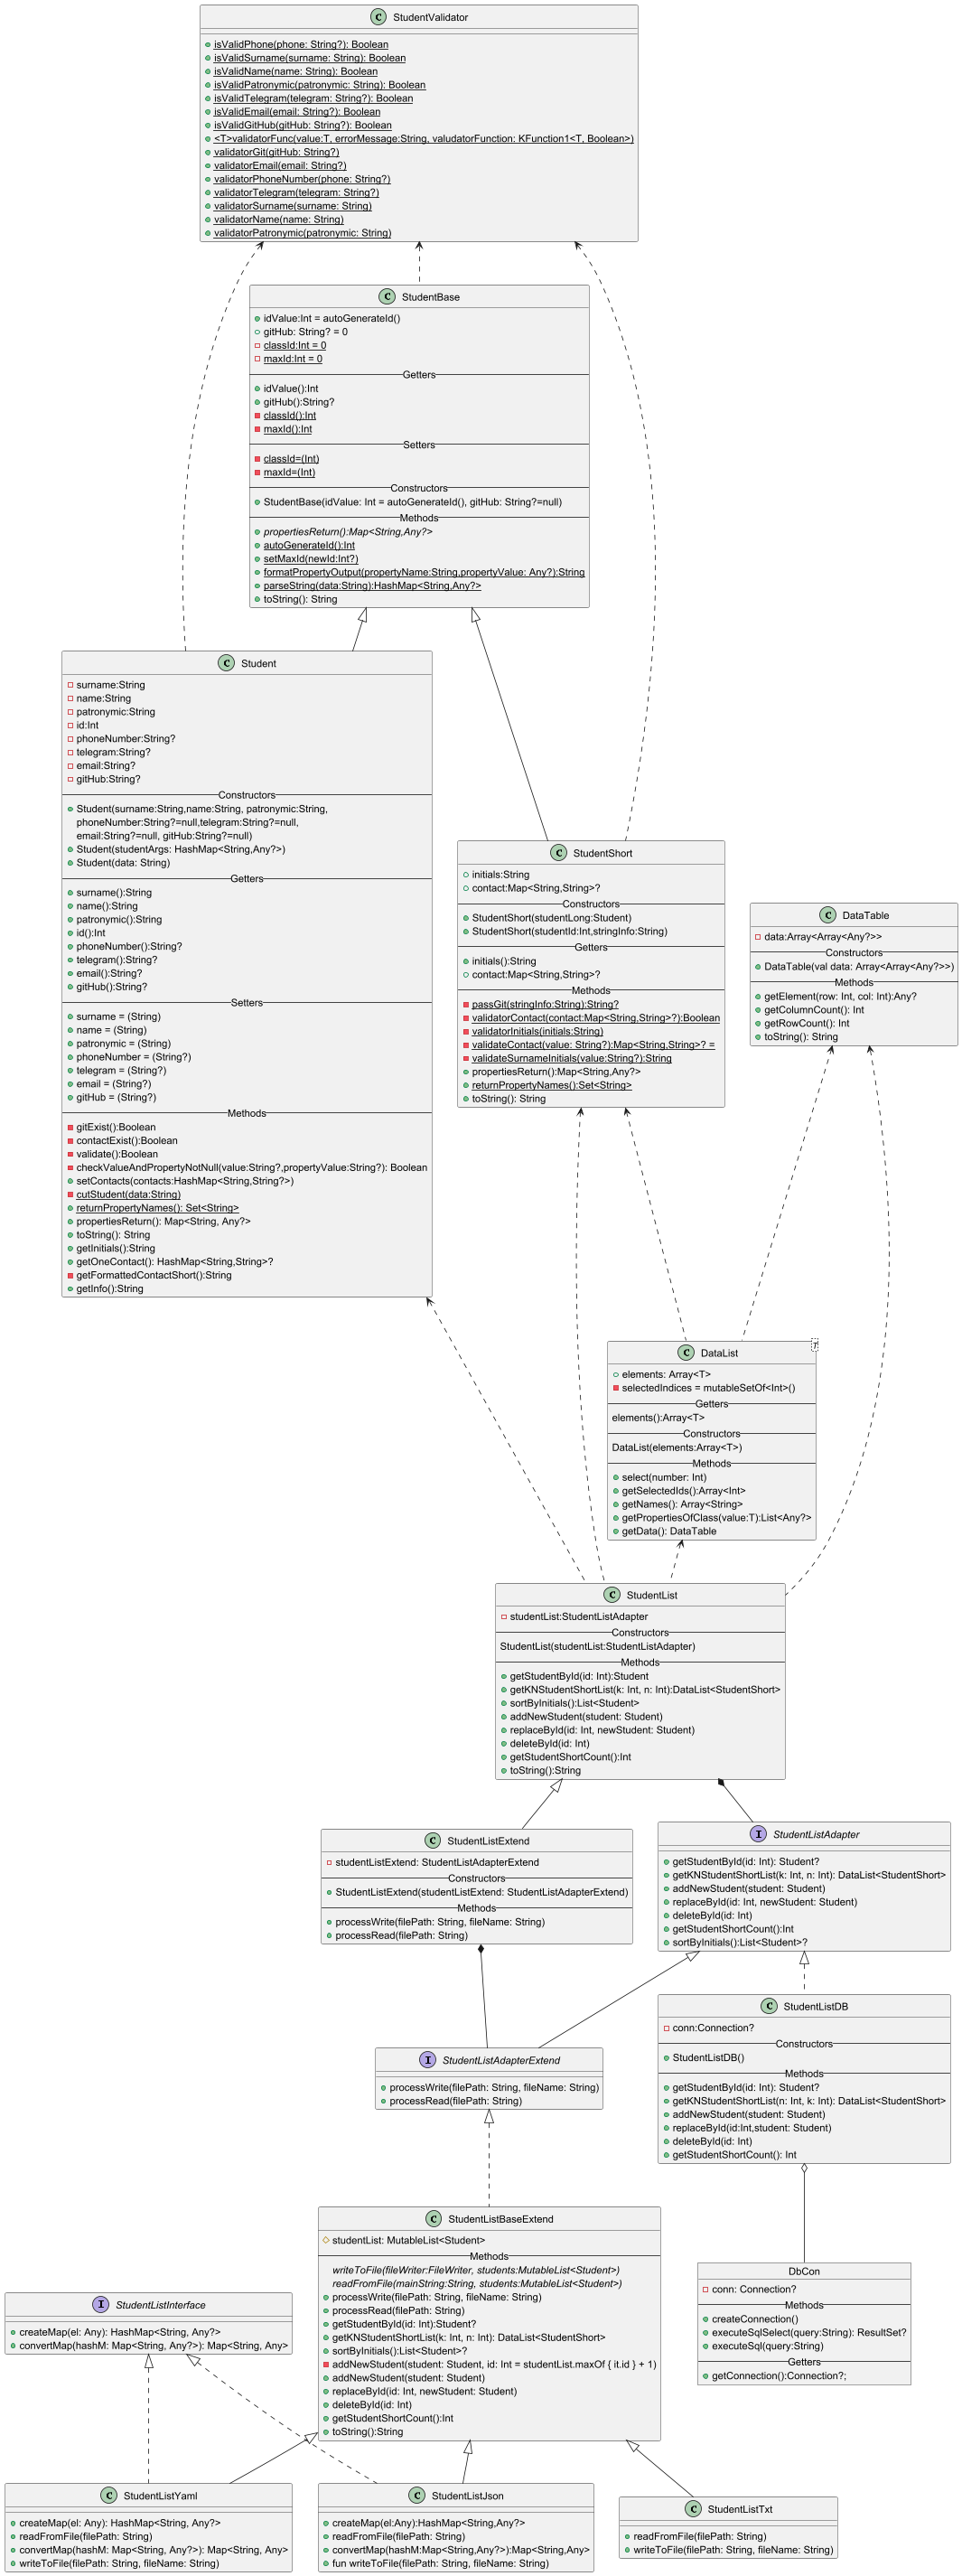 C StudentValidator
isValidPhone(phone: String?): Boolean
isValidSurname(surname: String): Boolean
isValidName(name: String): Boolean
isValidPatronymic(patronymic: String): Boolean
isValidTelegram(telegram: String?): Boolean
isValidEmail(email: String?): Boolean
isValidGitHub(gitHub: String?): Boolean
<T>validatorFunc(value:T, errorMessage:String, valudatorFunction: KFunction1<T, Boolean>)
validatorGit(gitHub: String?)
validatorEmail(email: String?)
validatorPhoneNumber(phone: String?)
validatorTelegram(telegram: String?)
validatorSurname(surname: String)
validatorName(name: String)
validatorPatronymic(patronymic: String)
C StudentBase
idValue:Int = autoGenerateId()
gitHub: String? = 0
classId:Int = 0
maxId:Int = 0
Getters
idValue():Int
gitHub():String?
classId():Int
maxId():Int
Setters
classId=(Int)
maxId=(Int)
Constructors
StudentBase(idValue: Int = autoGenerateId(), gitHub: String?=null)
Methods
propertiesReturn():Map<String,Any?>
autoGenerateId():Int
setMaxId(newId:Int?)
formatPropertyOutput(propertyName:String,propertyValue: Any?):String
parseString(data:String):HashMap<String,Any?>
toString(): String
C Student
surname:String
name:String
patronymic:String
id:Int
phoneNumber:String?
telegram:String?
email:String?
gitHub:String?
Constructors
Student(surname:String,name:String, patronymic:String,
phoneNumber:String?=null,telegram:String?=null,
email:String?=null, gitHub:String?=null)
Student(studentArgs: HashMap<String,Any?>)
Student(data: String)
Getters
surname():String
name():String
patronymic():String
id():Int
phoneNumber():String?
telegram():String?
email():String?
gitHub():String?
Setters
surname = (String)
name = (String)
patronymic = (String)
phoneNumber = (String?)
telegram = (String?)
email = (String?)
gitHub = (String?)
Methods
gitExist():Boolean
contactExist():Boolean
validate():Boolean
checkValueAndPropertyNotNull(value:String?,propertyValue:String?): Boolean
setContacts(contacts:HashMap<String,String?>)
cutStudent(data:String)
returnPropertyNames(): Set<String>
propertiesReturn(): Map<String, Any?>
toString(): String
getInitials():String
getOneContact(): HashMap<String,String>?
getFormattedContactShort():String
getInfo():String
C StudentShort
initials:String
contact:Map<String,String>?
Constructors
StudentShort(studentLong:Student)
StudentShort(studentId:Int,stringInfo:String)
Getters
initials():String
contact:Map<String,String>?
Methods
passGit(stringInfo:String):String?
validatorContact(contact:Map<String,String>?):Boolean
validatorInitials(initials:String)
validateContact(value: String?):Map<String,String>? =
validateSurnameInitials(value:String?):String
propertiesReturn():Map<String,Any?>
returnPropertyNames():Set<String>
toString(): String
C DataTable
data:Array<Array<Any?>>
Constructors
DataTable(val data: Array<Array<Any?>>)
Methods
getElement(row: Int, col: Int):Any?
getColumnCount(): Int
getRowCount(): Int
toString(): String
C DataList T
elements: Array<T>
selectedIndices = mutableSetOf<Int>()
Getters
elements():Array<T>
Constructors
DataList(elements:Array<T>)
Methods
select(number: Int)
getSelectedIds():Array<Int>
getNames(): Array<String>
getPropertiesOfClass(value:T):List<Any?>
getData(): DataTable
C StudentList
studentList:StudentListAdapter
Constructors
StudentList(studentList:StudentListAdapter)
Methods
getStudentById(id: Int):Student
getKNStudentShortList(k: Int, n: Int):DataList<StudentShort>
sortByInitials():List<Student>
addNewStudent(student: Student)
replaceById(id: Int, newStudent: Student)
deleteById(id: Int)
getStudentShortCount():Int
toString():String
C StudentListExtend
studentListExtend: StudentListAdapterExtend
Constructors
StudentListExtend(studentListExtend: StudentListAdapterExtend)
Methods
processWrite(filePath: String, fileName: String)
processRead(filePath: String)
I StudentListAdapter
getStudentById(id: Int): Student?
getKNStudentShortList(k: Int, n: Int): DataList<StudentShort>
addNewStudent(student: Student)
replaceById(id: Int, newStudent: Student)
deleteById(id: Int)
getStudentShortCount():Int
sortByInitials():List<Student>?
I StudentListAdapterExtend
processWrite(filePath: String, fileName: String)
processRead(filePath: String)
C StudentListDB
conn:Connection?
Constructors
StudentListDB()
Methods
getStudentById(id: Int): Student?
getKNStudentShortList(n: Int, k: Int): DataList<StudentShort>
addNewStudent(student: Student)
replaceById(id:Int,student: Student)
deleteById(id: Int)
getStudentShortCount(): Int
C StudentListBaseExtend
studentList: MutableList<Student>
Methods
writeToFile(fileWriter:FileWriter, students:MutableList<Student>)
readFromFile(mainString:String, students:MutableList<Student>)
processWrite(filePath: String, fileName: String)
processRead(filePath: String)
getStudentById(id: Int):Student?
getKNStudentShortList(k: Int, n: Int): DataList<StudentShort>
sortByInitials():List<Student>?
addNewStudent(student: Student, id: Int = studentList.maxOf { it.id } + 1)
addNewStudent(student: Student)
replaceById(id: Int, newStudent: Student)
deleteById(id: Int)
getStudentShortCount():Int
toString():String
DbCon
conn: Connection?
Methods
createConnection()
executeSqlSelect(query:String): ResultSet?
executeSql(query:String)
Getters
getConnection():Connection?;
I StudentListInterface
createMap(el: Any): HashMap<String, Any?>
convertMap(hashM: Map<String, Any?>): Map<String, Any>
C StudentListYaml
createMap(el: Any): HashMap<String, Any?>
readFromFile(filePath: String)
convertMap(hashM: Map<String, Any?>): Map<String, Any>
writeToFile(filePath: String, fileName: String)
C StudentListJson
createMap(el:Any):HashMap<String,Any?>
readFromFile(filePath: String)
convertMap(hashM:Map<String,Any?>):Map<String,Any>
fun writeToFile(filePath: String, fileName: String)
C StudentListTxt
readFromFile(filePath: String)
writeToFile(filePath: String, fileName: String)